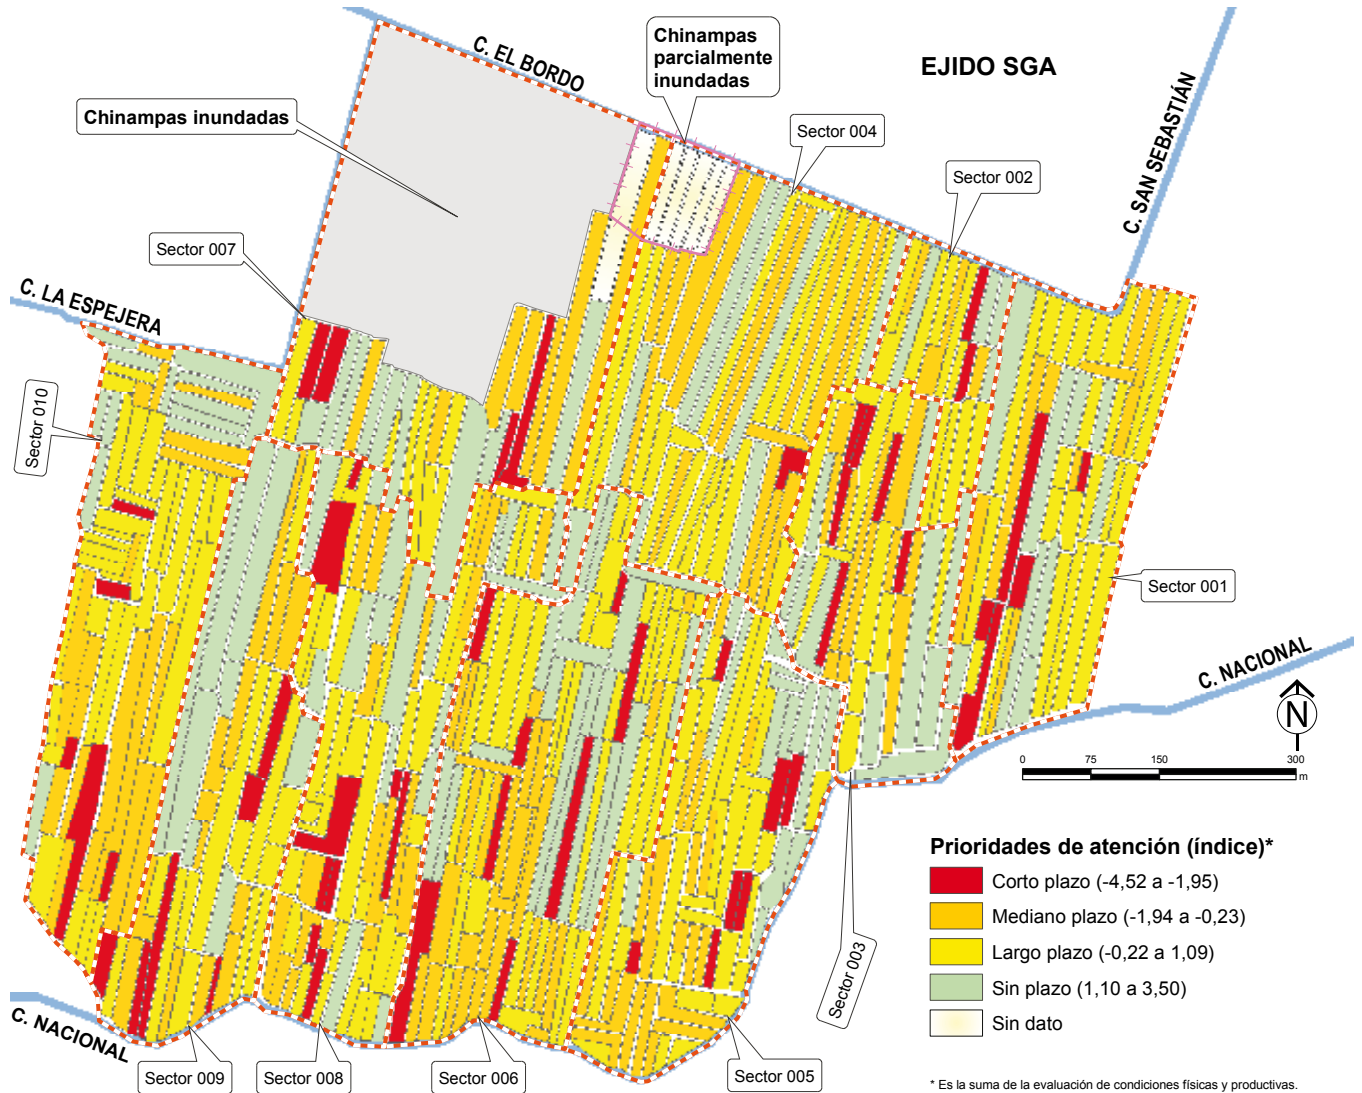 C. EL BORDO
Chinampas
parcialmente
inundadas
EJIDO SGA
C. SAN SEBASTIÁN
Chinampas inundadas
Sector 004
Sector 002
Sector 007
C. LA ESPEJERA
Sector 010
Sector 001
C. NACIONAL
N
0 75 150 300
m
Prioridades de atención (índice)*
Corto plazo (-4,52 a -1,95)
Mediano plazo (-1,94 a -0,23)
Largo plazo (-0,22 a 1,09)
Sin plazo (1,10 a 3,50)
Sin dato
Sector 003
C. NACIONAL
Sector 009
Sector 008
Sector 006
Sector 005
* Es la suma de la evaluación de condiciones físicas y productivas.